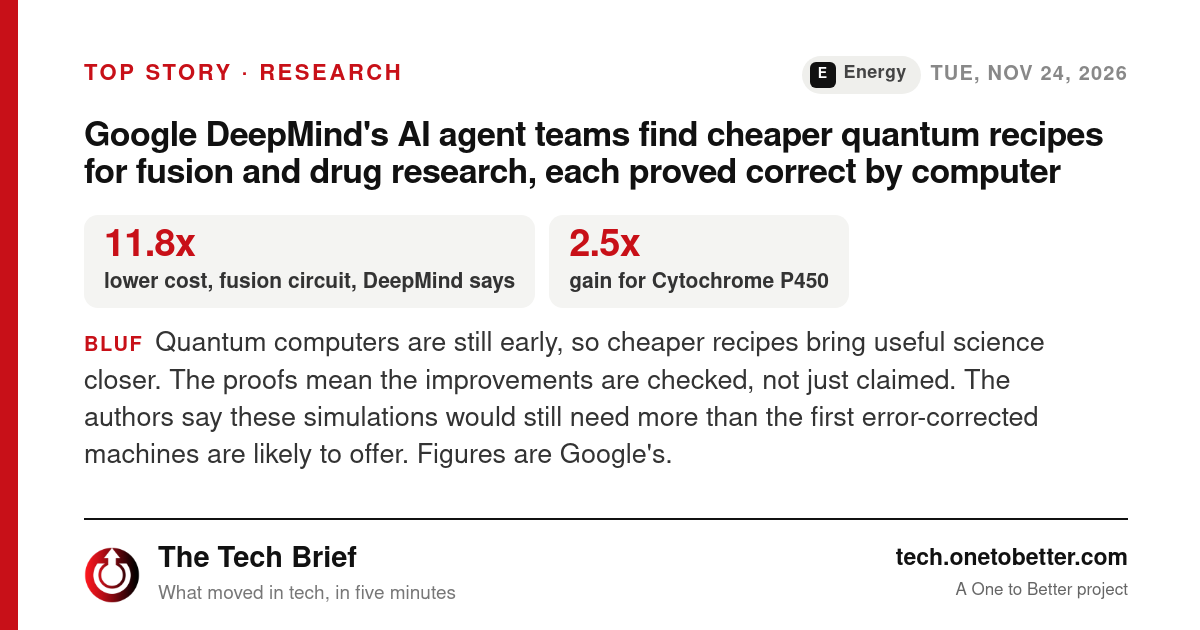 TOP STORY · RESEARCH
E Energy TUE, NOV 24, 2026
Google DeepMind's AI agent teams find cheaper quantum recipes
for fusion and drug research, each proved correct by computer
11.8x
lower cost, fusion circuit, DeepMind says
2.5x
gain for Cytochrome P450
BLUF Quantum computers are still early, so cheaper recipes bring useful science
closer. The proofs mean the improvements are checked, not just claimed. The
authors say these simulations would still need more than the first error-corrected
machines are likely to offer. Figures are Google's.
The Tech Brief
What moved in tech, in five minutes
tech.onetobetter.com
A One to Better project